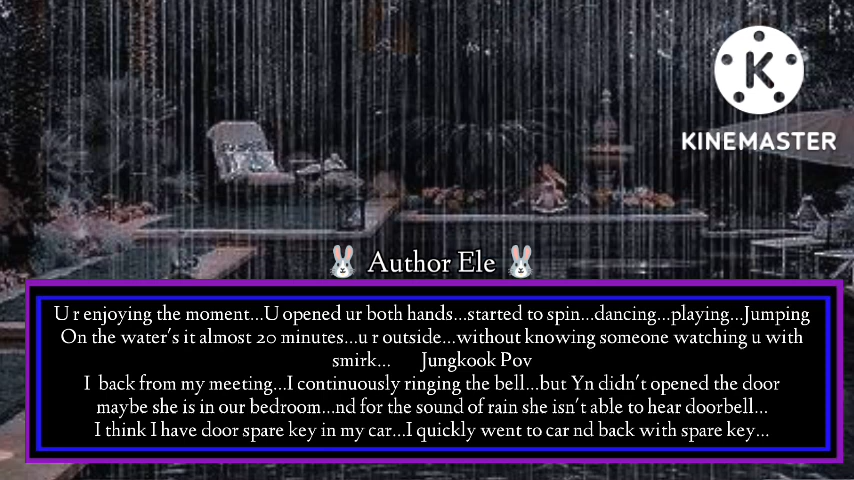 K
KINEMASTER
🐰 Author Ele 🐰
U r enjoying the moment...U opened ur both hands...started to spin...dancing...playing...Jumping
On the water's it almost 20 minutes...u r outside...without knowing someone watching u with
smirk... Jungkook Pov
I back from my meeting...I continuously ringing the bell...but Yn didn't opened the door
maybe she is in our bedroom...nd for the sound of rain she isn't able to hear doorbell...
I think I have door spare key in my car...I quickly went to car nd back with spare key...